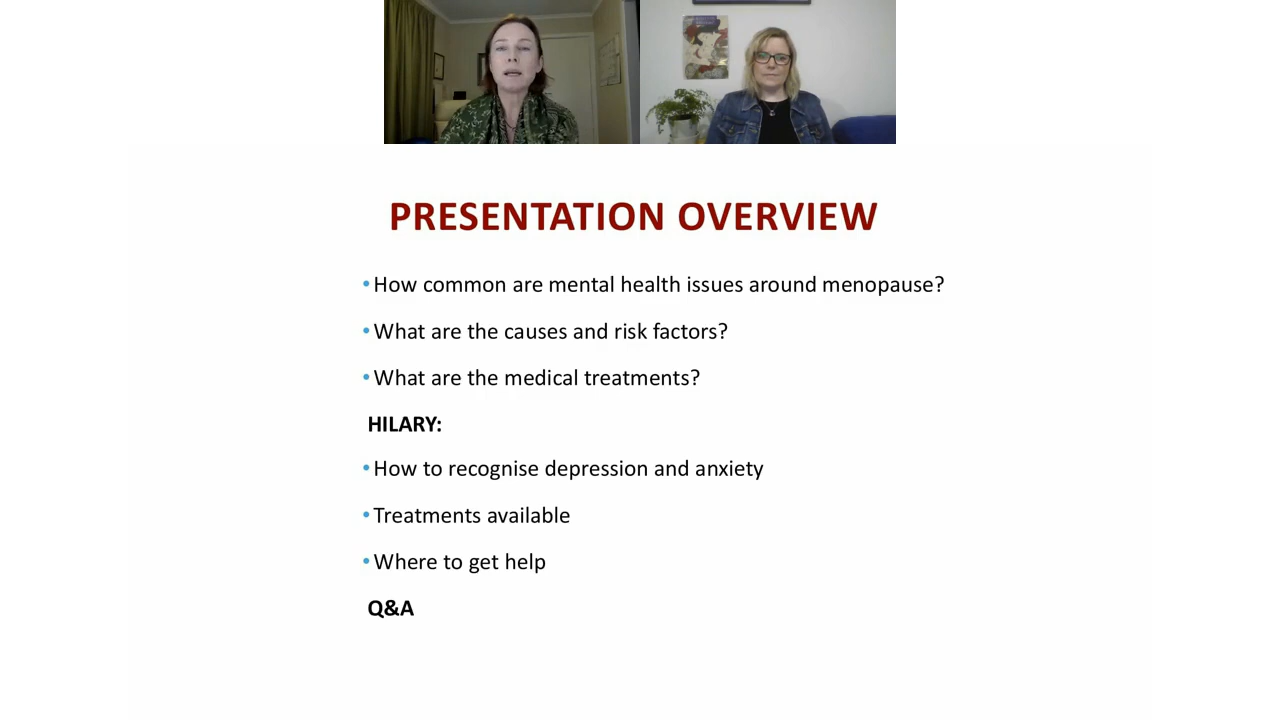 PRESENTATION OVERVIEW
• How common are mental health issues around menopause?
• What are the causes and risk factors?
• What are the medical treatments?
HILARY:
• How to recognise depression and anxiety
• Treatments available
• Where to get help
Q&A